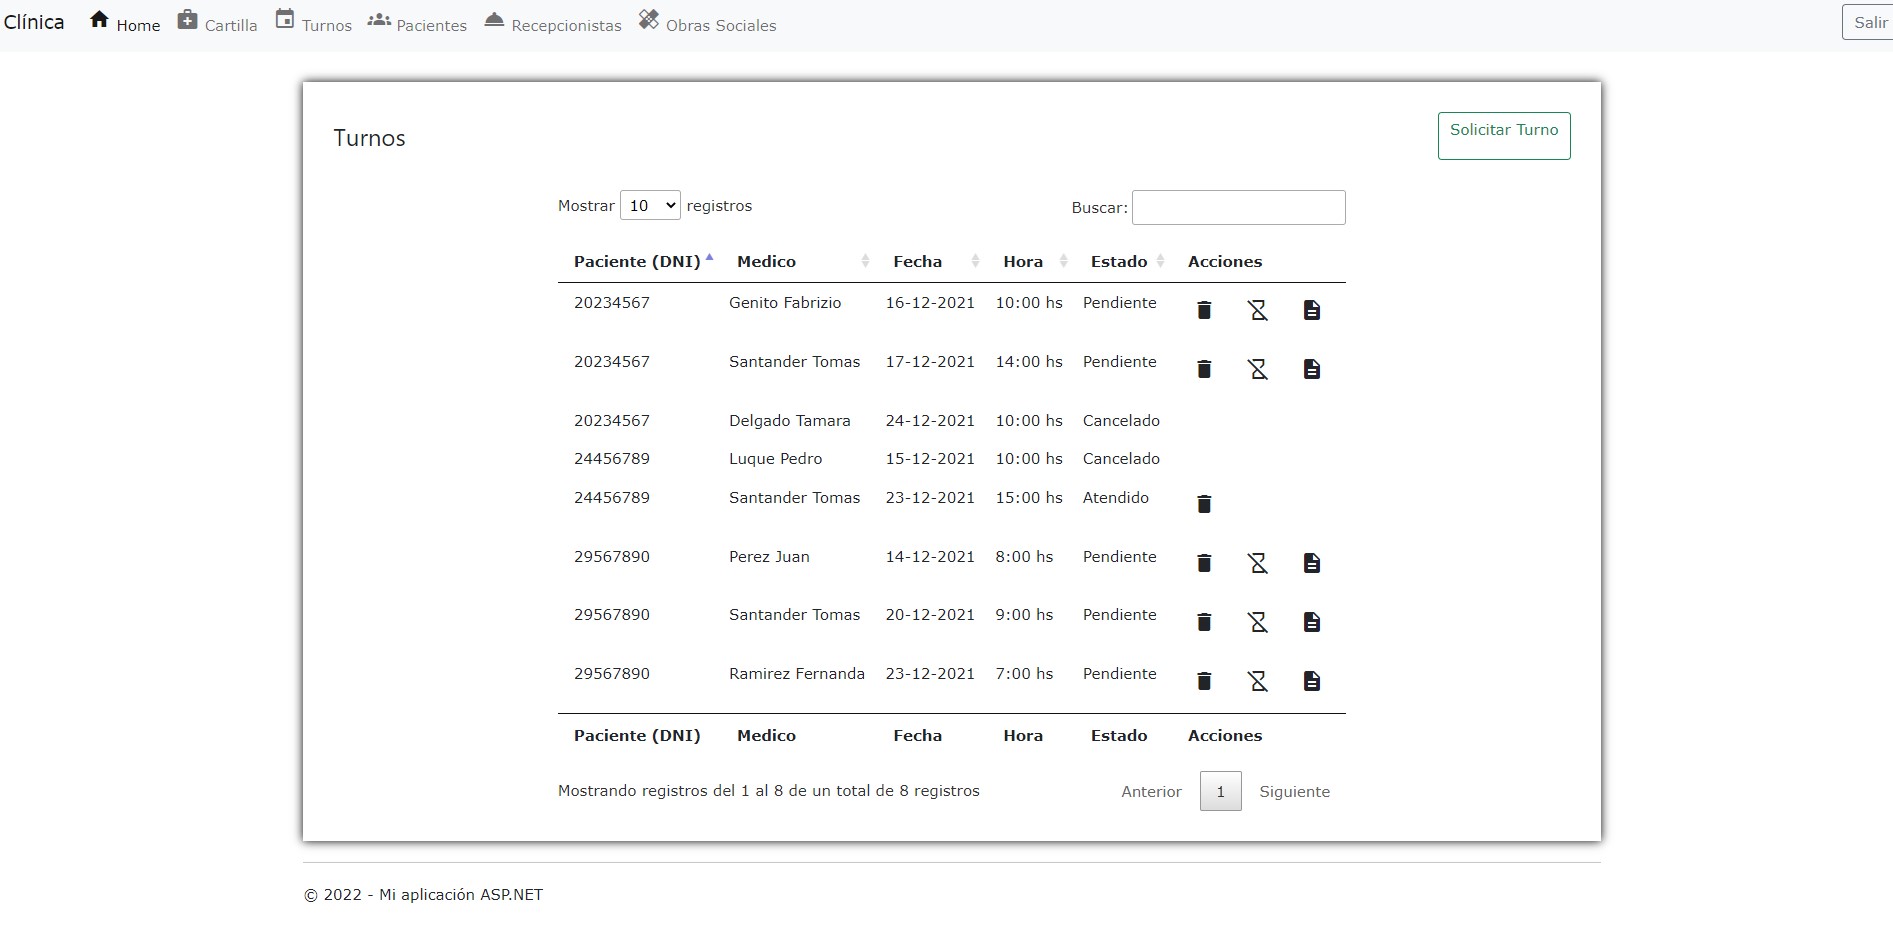 Clínica Home Cartilla Turnos Pacientes Recepcionistas Obras Sociales Salir
Turnos
Solicitar Turno
Mostrar 10 registros Buscar:
Paciente (DNI) Medico Fecha Hora Estado Acciones
20234567 Genito Fabrizio 16-12-2021 10:00 hs Pendiente
20234567 Santander Tomas 17-12-2021 14:00 hs Pendiente
20234567 Delgado Tamara 24-12-2021 10:00 hs Cancelado
24456789 Luque Pedro 15-12-2021 10:00 hs Cancelado
24456789 Santander Tomas 23-12-2021 15:00 hs Atendido
29567890 Perez Juan 14-12-2021 8:00 hs Pendiente
29567890 Santander Tomas 20-12-2021 9:00 hs Pendiente
29567890 Ramirez Fernanda 23-12-2021 7:00 hs Pendiente
Paciente (DNI) Medico Fecha Hora Estado Acciones
Mostrando registros del 1 al 8 de un total de 8 registros Anterior 1 Siguiente
© 2022 - Mi aplicación ASP.NET